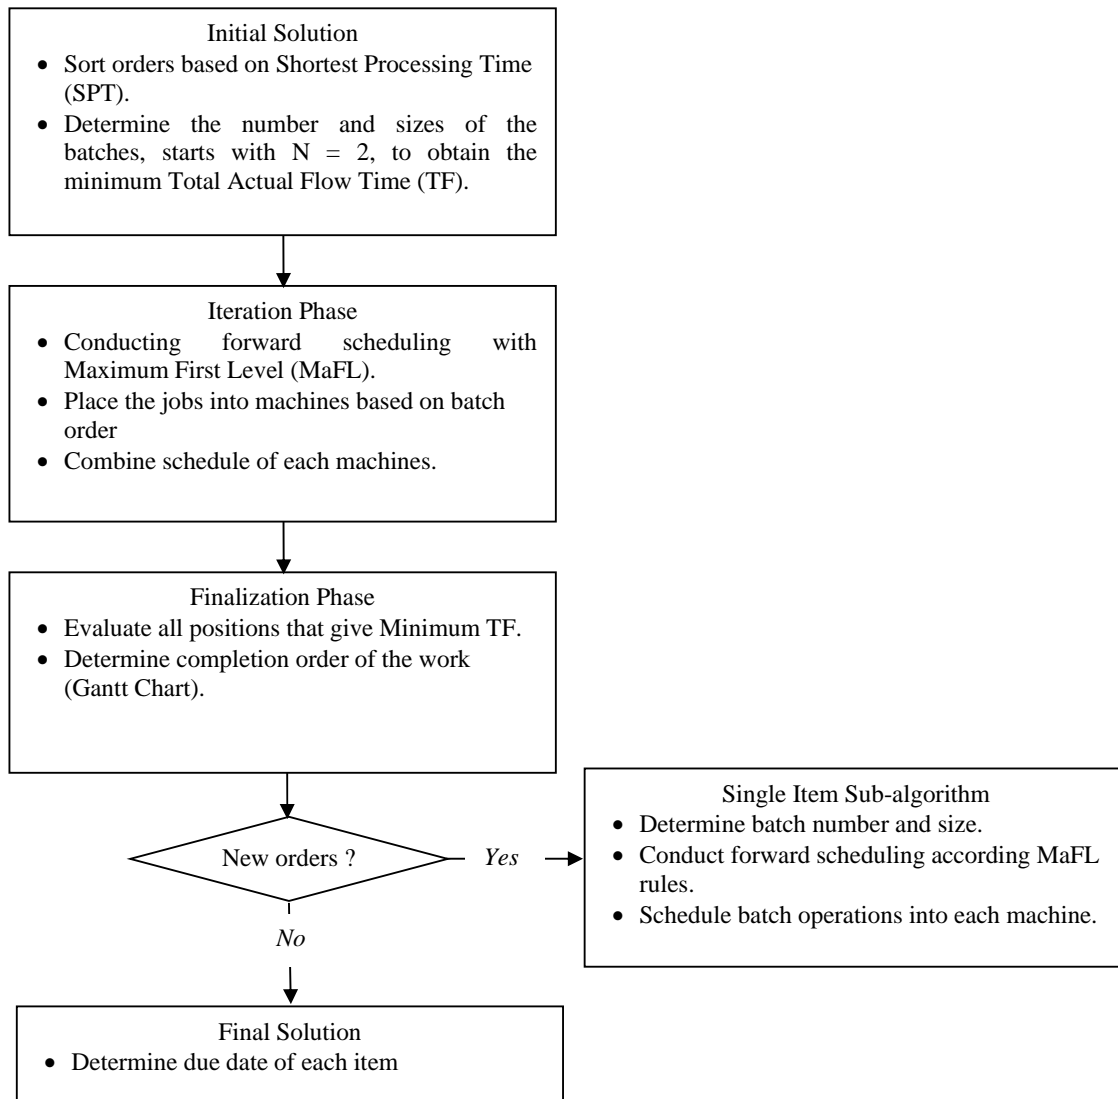 Initial Solution
• Sort orders based on Shortest Processing Time
(SPT).
• Determine the number and sizes of the
batches, starts with N = 2, to obtain the
minimum Total Actual Flow Time (TF).
Iteration Phase
• Conducting forward scheduling with
Maximum First Level (MaFL).
• Place the jobs into machines based on batch
order
• Combine schedule of each machines.
Finalization Phase
• Evaluate all positions that give Minimum TF.
• Determine completion order of the work
(Gantt Chart).
New orders ?
Yes
Single Item Sub-algorithm
• Determine batch number and size.
• Conduct forward scheduling according MaFL
rules.
• Schedule batch operations into each machine.
No
Final Solution
• Determine due date of each item